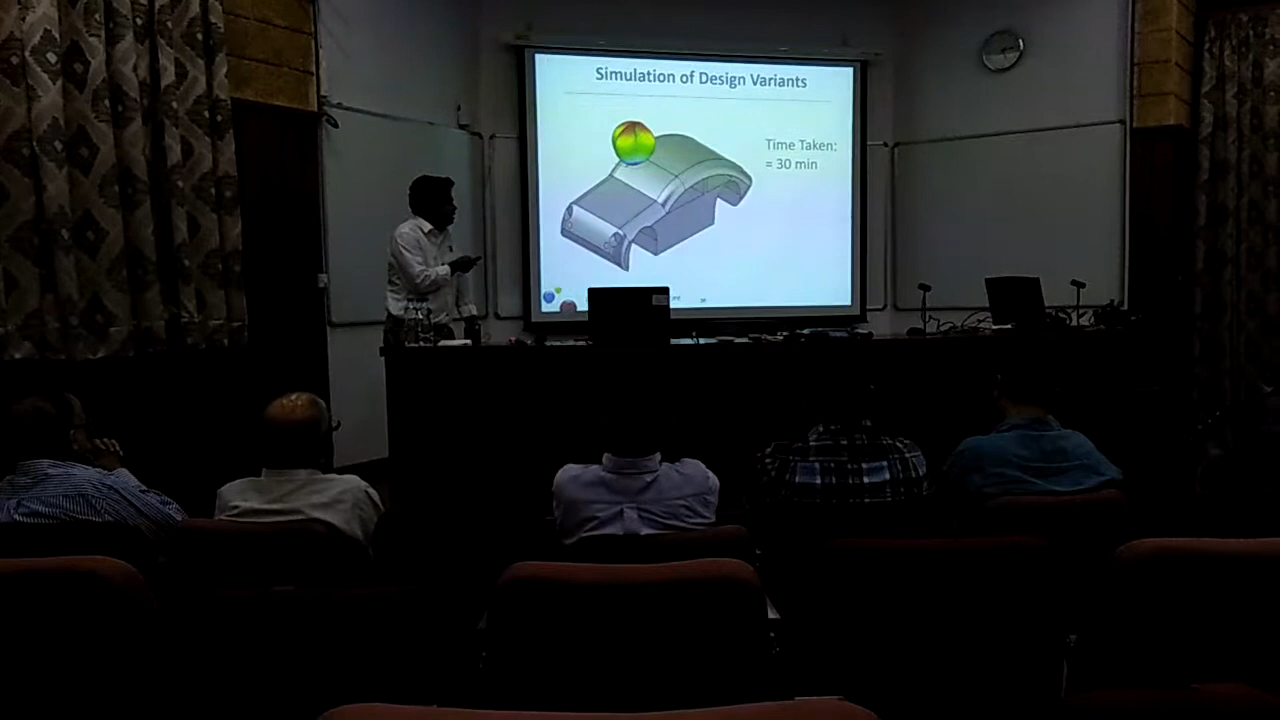 Simulation of Design Variants
Time Taken:
= 30 min